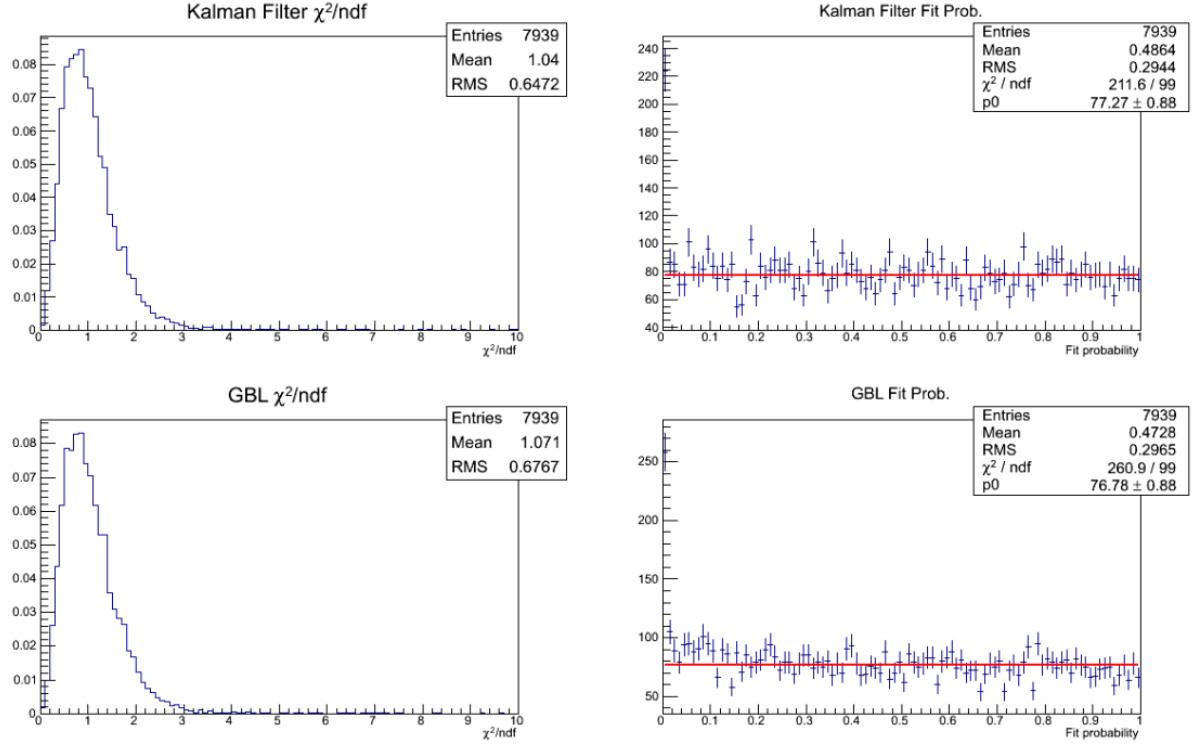 Kalman Filter χ²/ndf
Entries 7939
Mean 1.04
RMS 0.6472
0.08
0.07
0.06
0.05
0.04
0.03
0.02
0.01
0
0 1 2 3 4 5 6 7 8 9 10
χ²/ndf
Kalman Filter Fit Prob.
Entries 7939
Mean 0.4864
RMS 0.2944
χ² / ndf 211.6 / 99
p0 77.27 ± 0.88
240
220
200
180
160
140
120
100
80
60
40
0 0.1 0.2 0.3 0.4 0.5 0.6 0.7 0.8 0.9 1
Fit probability
GBL χ²/ndf
Entries 7939
Mean 1.071
RMS 0.6767
0.08
0.07
0.06
0.05
0.04
0.03
0.02
0.01
0
0 1 2 3 4 5 6 7 8 9 10
χ²/ndf
GBL Fit Prob.
Entries 7939
Mean 0.4728
RMS 0.2965
χ² / ndf 260.9 / 99
p0 76.78 ± 0.88
250
200
150
100
50
0 0.1 0.2 0.3 0.4 0.5 0.6 0.7 0.8 0.9 1
Fit probability